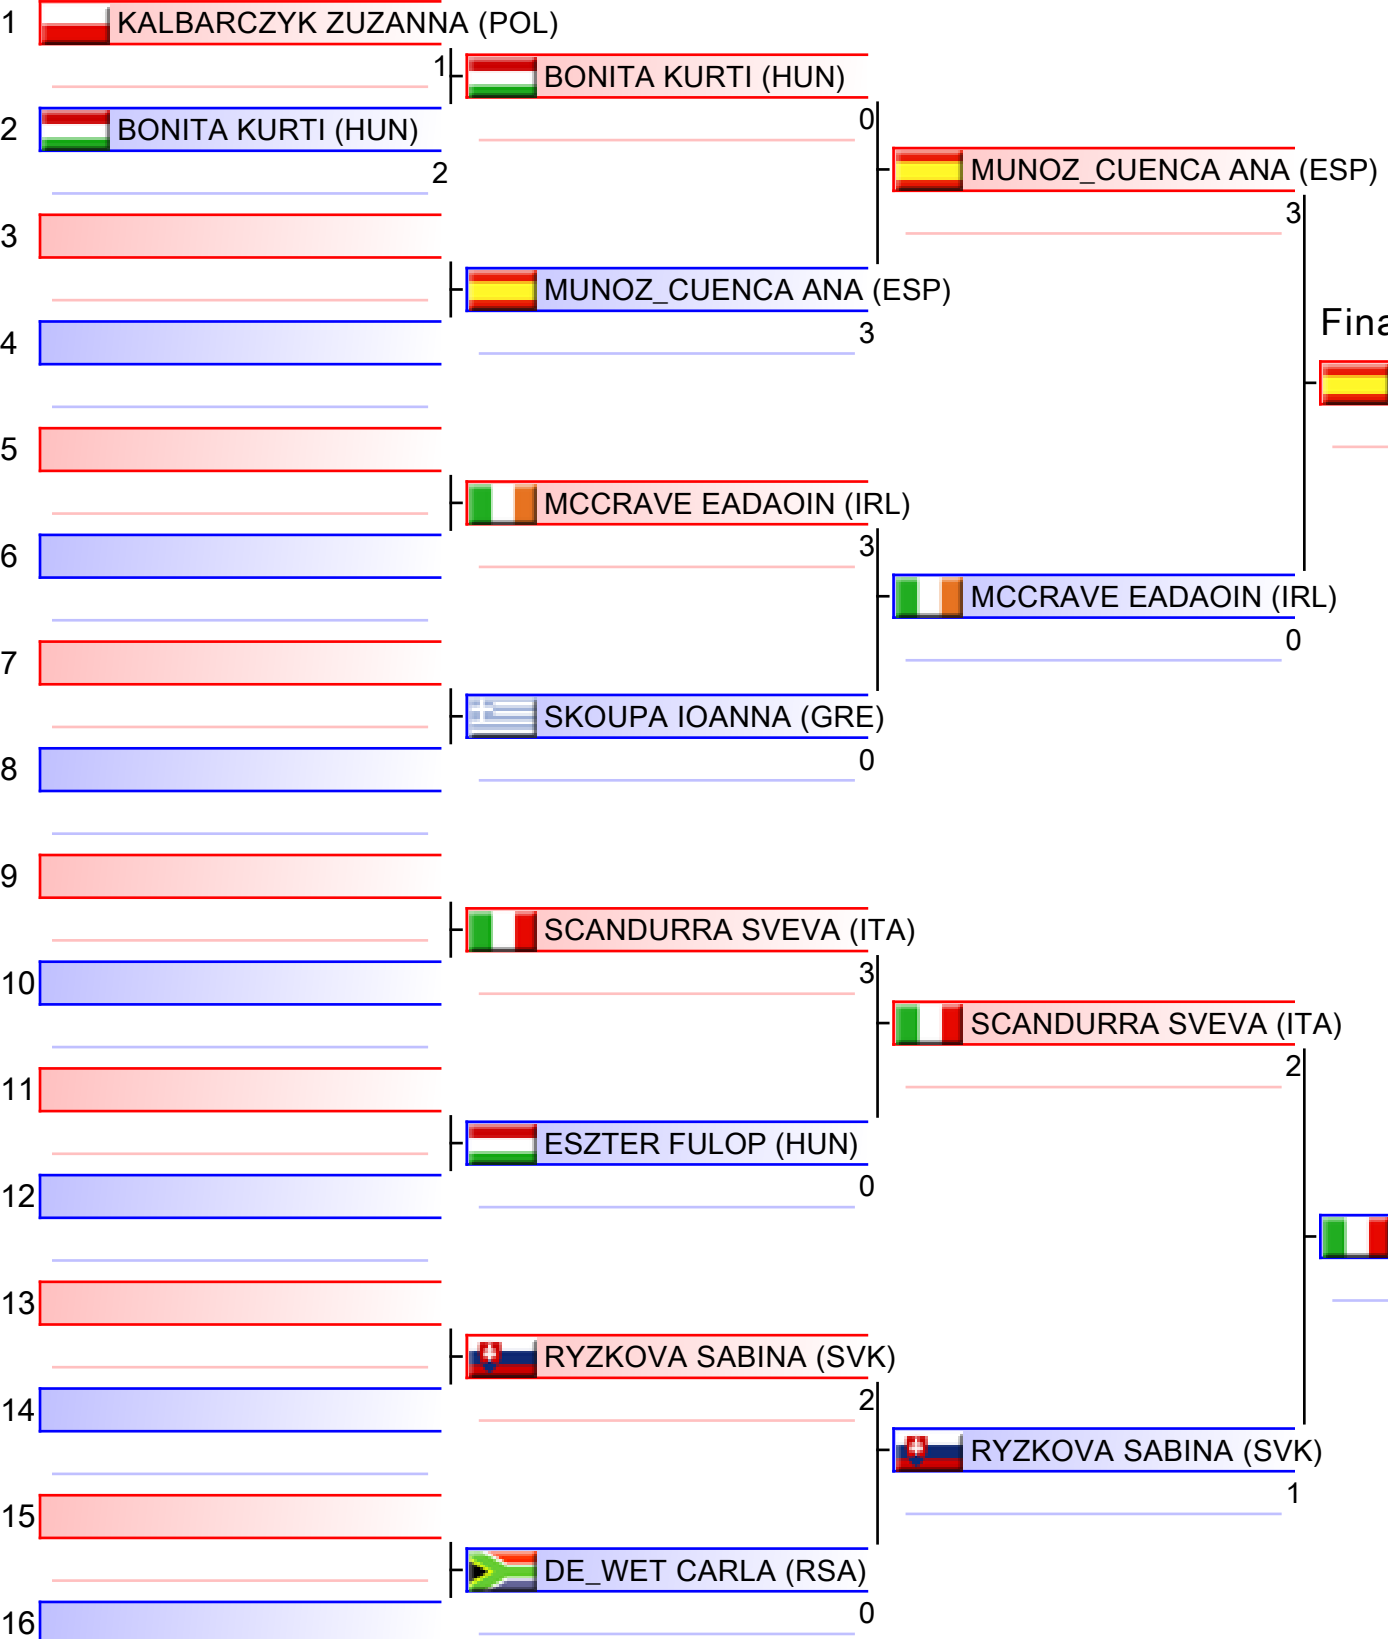 1 KALBARCZYK ZUZANNA (POL)
1
BONITA KURTI (HUN)
0
2 BONITA KURTI (HUN)
2
MUNOZ_CUENCA ANA (ESP)
3
3
MUNOZ_CUENCA ANA (ESP)
3
4
Fina
5
MCCRAVE EADAOIN (IRL)
3
6
MCCRAVE EADAOIN (IRL)
0
7
SKOUPA IOANNA (GRE)
0
8
9
SCANDURRA SVEVA (ITA)
3
10
SCANDURRA SVEVA (ITA)
2
11
ESZTER FULOP (HUN)
0
12
13
RYZKOVA SABINA (SVK)
2
14
RYZKOVA SABINA (SVK)
1
15
DE_WET CARLA (RSA)
0
16